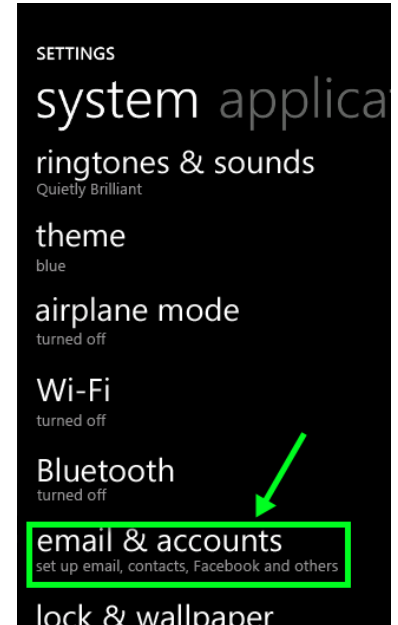 SETTINGS
system applica
ringtones & sounds
Quietly Brilliant
theme
blue
airplane mode
turned off
Wi-Fi
turned off
Bluetooth
turned off
email & accounts
set up email, contacts, Facebook and others
lock & wallpaper